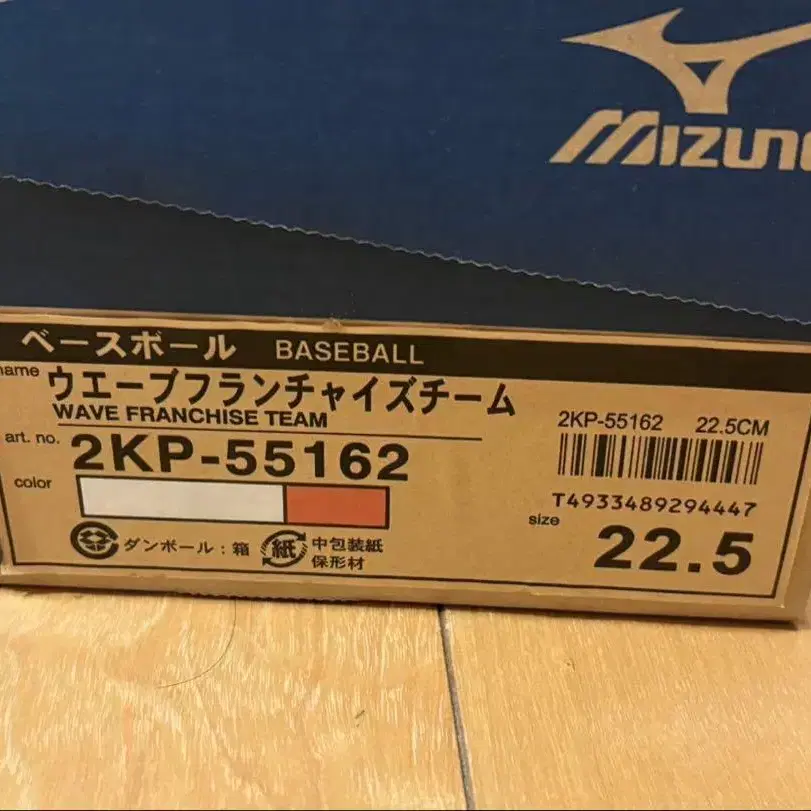 MIZUNO
ベースボール BASEBALL
name ウエーブフランチャイズチーム
WAVE FRANCHISE TEAM
art. no. 2KP-55162
color
2KP-55162 22.5CM
T4933489294447
size 22.5
ダンボール：箱
紙 中包装紙
保形材